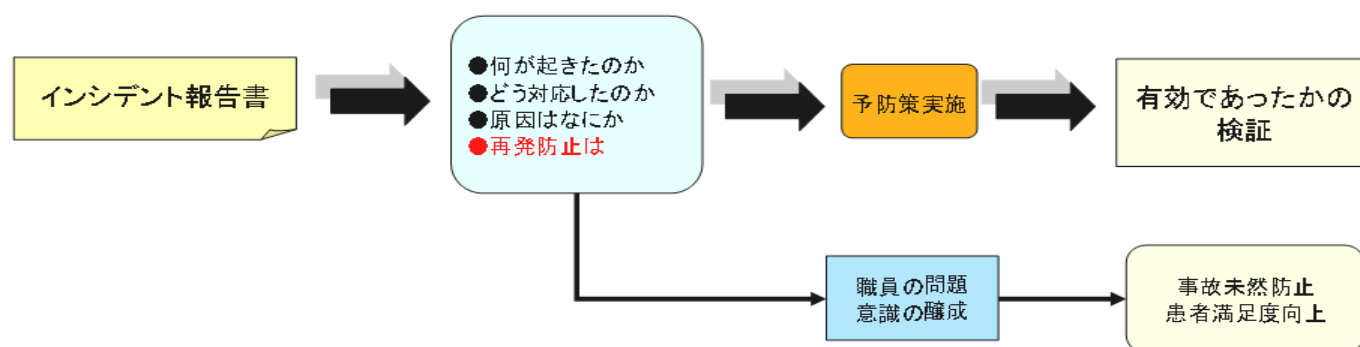 インシデント報告書
●何が起きたのか
●どう対応したのか
●原因はなにか
●再発防止は
予防策実施
有効であったかの
検証
職員の問題
意識の醸成
事故未然防止
患者満足度向上